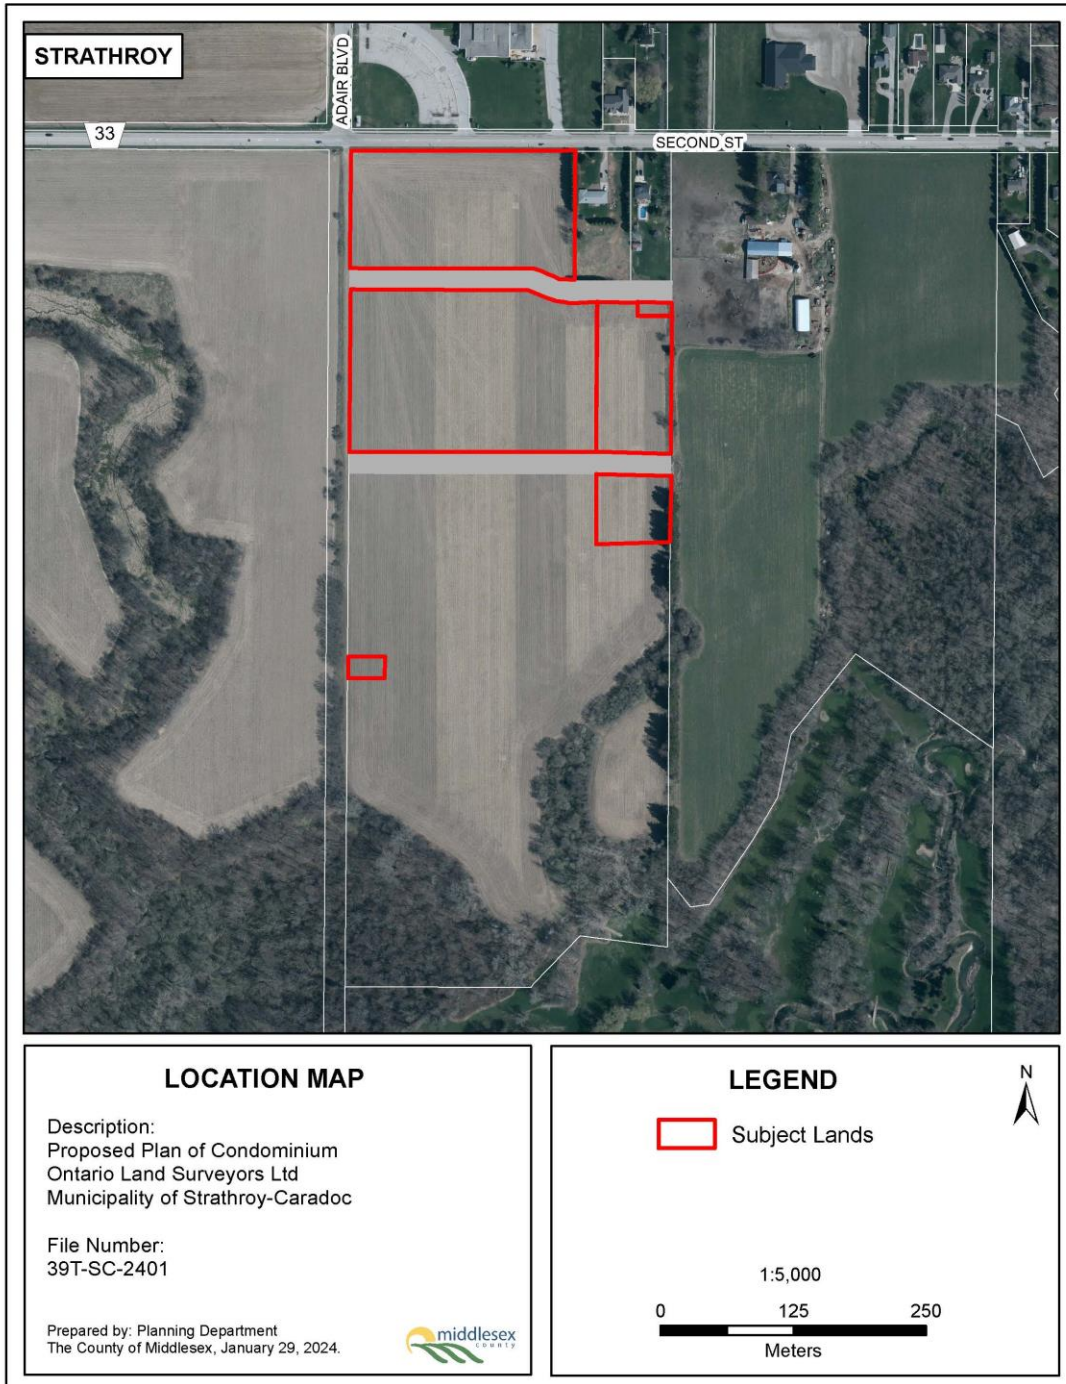 STRATHROY
ADAIR BLVD
33
SECOND ST
LOCATION MAP
Description:
Proposed Plan of Condominium
Ontario Land Surveyors Ltd
Municipality of Strathroy-Caradoc
File Number:
39T-SC-2401
Prepared by: Planning Department
The County of Middlesex, January 29, 2024.
middlesex
county
LEGEND
N
Subject Lands
1:5,000
0 125 250
Meters